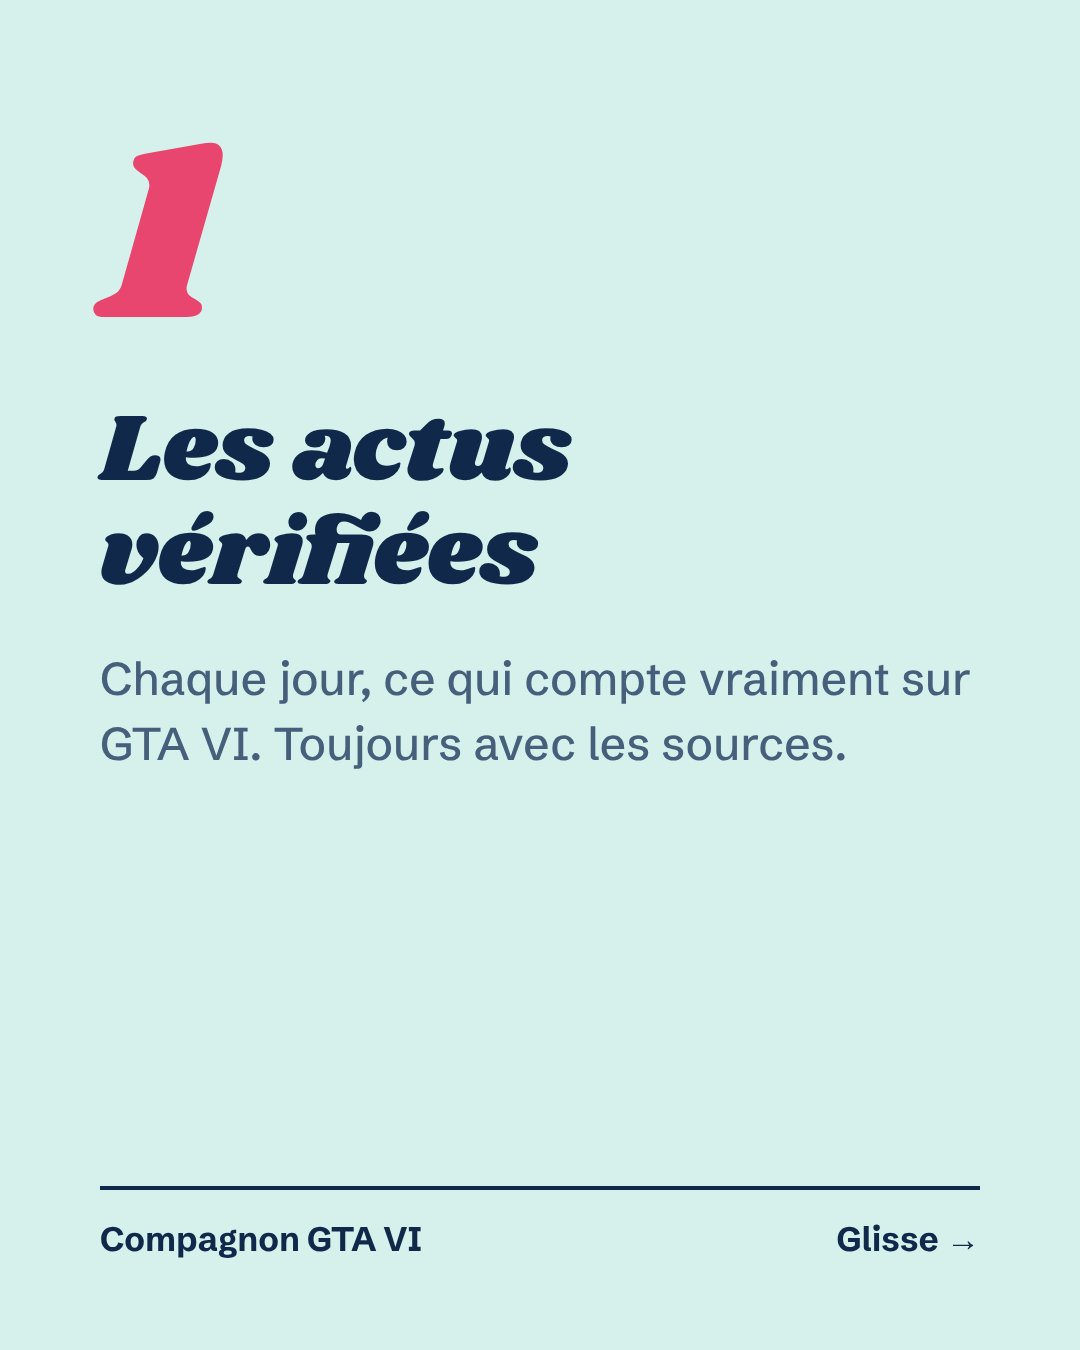 1
Les actus
vérifiées
Chaque jour, ce qui compte vraiment sur
GTA VI. Toujours avec les sources.
Compagnon GTA VI
Glisse →